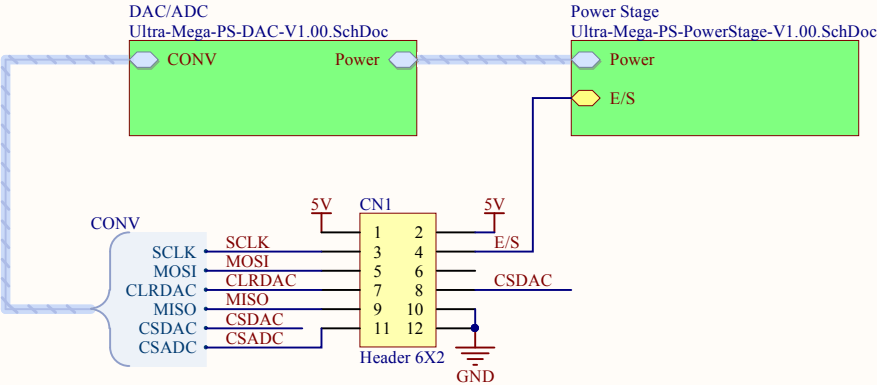 DAC/ADC
Ultra-Mega-PS-DAC-V1.00.SchDoc
CONV
Power
Power Stage
Ultra-Mega-PS-PowerStage-V1.00.SchDoc
Power
E/S
CONV
SCLK
MOSI
CLRDAC
MISO
CSDAC
CSADC
SCLK
MOSI
CLRDAC
MISO
CSDAC
CSADC
5V
CN1
5V
1 2
3 4
5 6
7 8
9 10
11 12
E/S
CSDAC
Header 6X2
GND